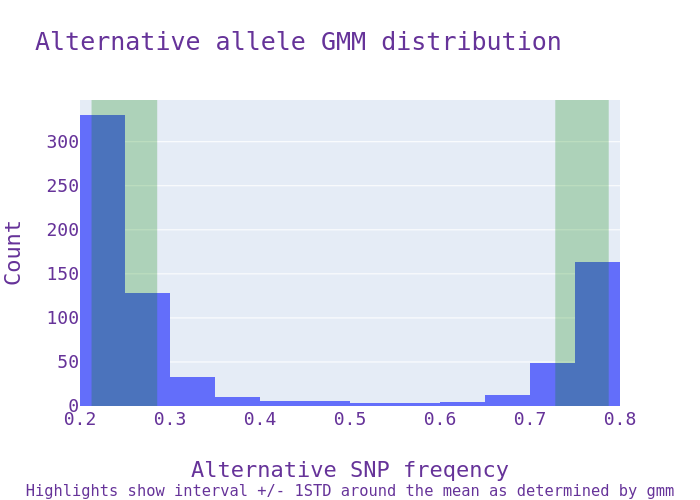 Alternative allele GMM distribution
300
250
200
150
100
50
0
Count
0.2 0.3 0.4 0.5 0.6 0.7 0.8
Alternative SNP freqency
Highlights show interval +/- 1STD around the mean as determined by gmm